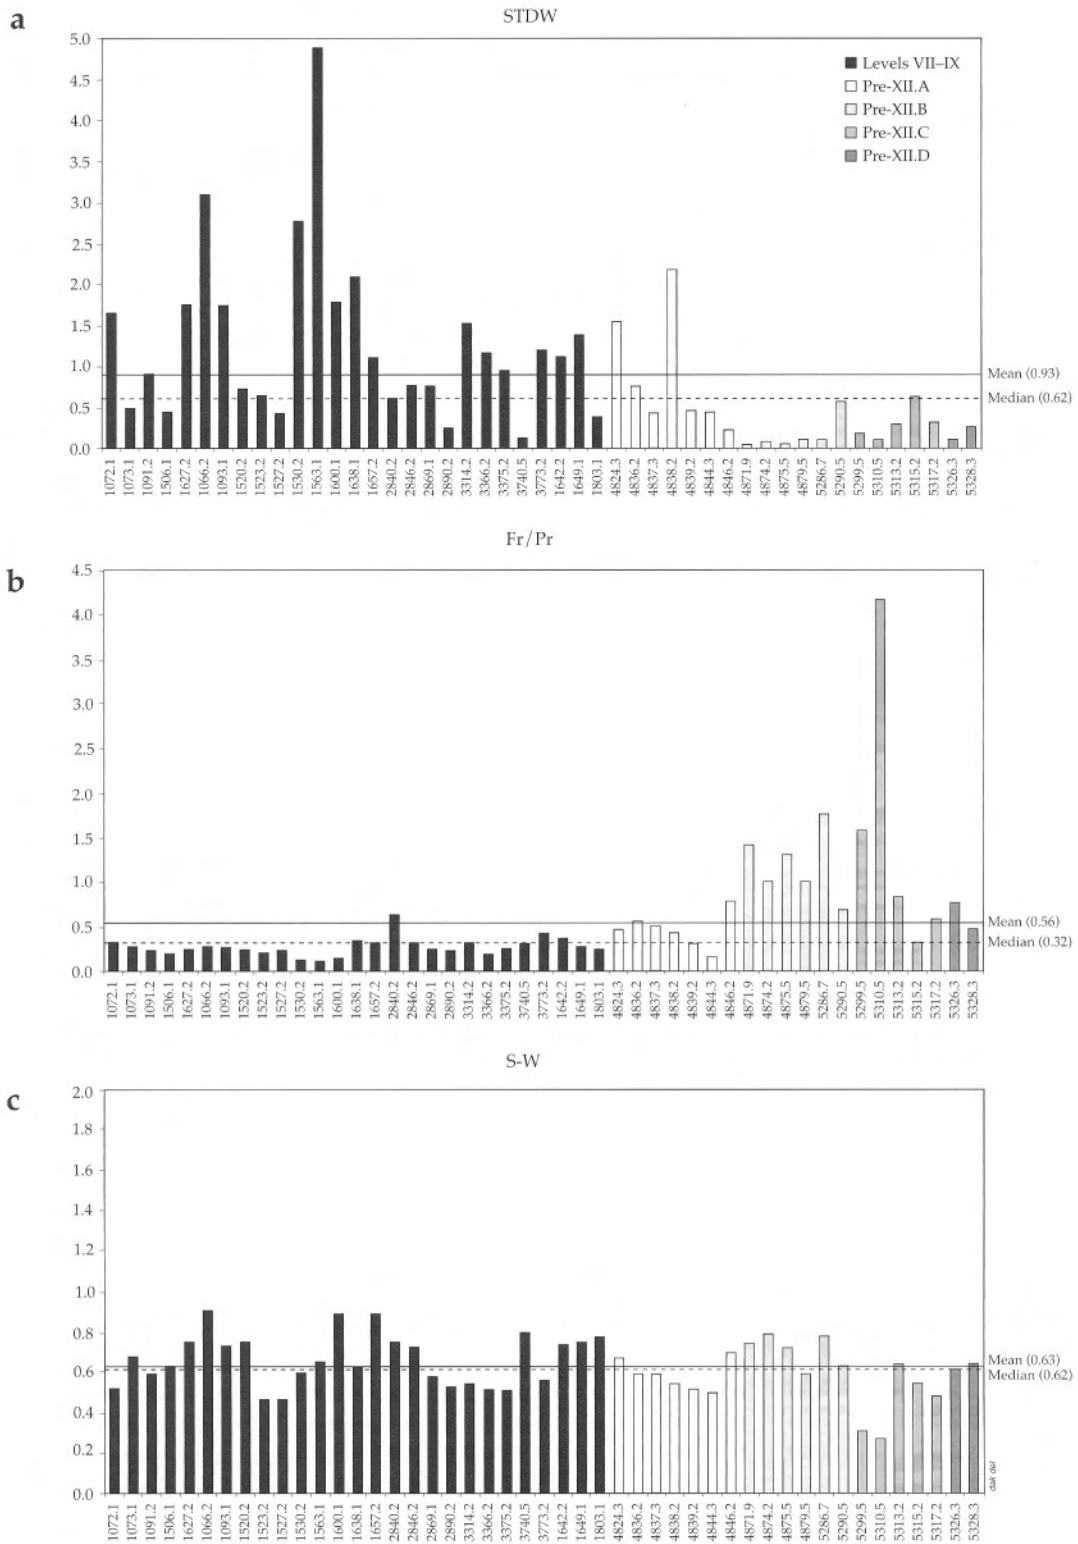 a
STDW
5.0
4.5
4.0
3.5
3.0
2.5
2.0
1.5
1.0
0.5
0.0
Levels VII–IX
Pre-XII.A
Pre-XII.B
Pre-XII.C
Pre-XII.D
Mean (0.93)
Median (0.62)
1072.1 1073.1 1091.2 1506.1 1627.2 1066.2 1093.1 1520.2 1523.2 1527.2 1530.2 1563.1 1600.1 1638.1 1657.2 2840.2 2846.2 2869.1 2890.2 3314.2 3366.2 3375.2 3740.5 3773.2 1642.2 1649.1 1803.1 4824.3 4836.2 4837.3 4838.2 4839.2 4844.3 4846.2 4871.9 4874.2 4875.5 4879.5 5286.7 5290.5 5299.5 5310.5 5313.2 5315.2 5317.2 5326.3 5328.3
b
Fr/Pr
4.5
4.0
3.5
3.0
2.5
2.0
1.5
1.0
0.5
0.0
Mean (0.56)
Median (0.32)
1072.1 1073.1 1091.2 1506.1 1627.2 1066.2 1093.1 1520.2 1523.2 1527.2 1530.2 1563.1 1600.1 1638.1 1657.2 2840.2 2846.2 2869.1 2890.2 3314.2 3366.2 3375.2 3740.5 3773.2 1642.2 1649.1 1803.1 4824.3 4836.2 4837.3 4838.2 4839.2 4844.3 4846.2 4871.9 4874.2 4875.5 4879.5 5286.7 5290.5 5299.5 5310.5 5313.2 5315.2 5317.2 5326.3 5328.3
c
S-W
2.0
1.8
1.6
1.4
1.2
1.0
0.8
0.6
0.4
0.2
0.0
Mean (0.63)
Median (0.62)
1072.1 1073.1 1091.2 1506.1 1627.2 1066.2 1093.1 1520.2 1523.2 1527.2 1530.2 1563.1 1600.1 1638.1 1657.2 2840.2 2846.2 2869.1 2890.2 3314.2 3366.2 3375.2 3740.5 3773.2 1642.2 1649.1 1803.1 4824.3 4836.2 4837.3 4838.2 4839.2 4844.3 4846.2 4871.9 4874.2 4875.5 4879.5 5286.7 5290.5 5299.5 5310.5 5313.2 5315.2 5317.2 5326.3 5328.3